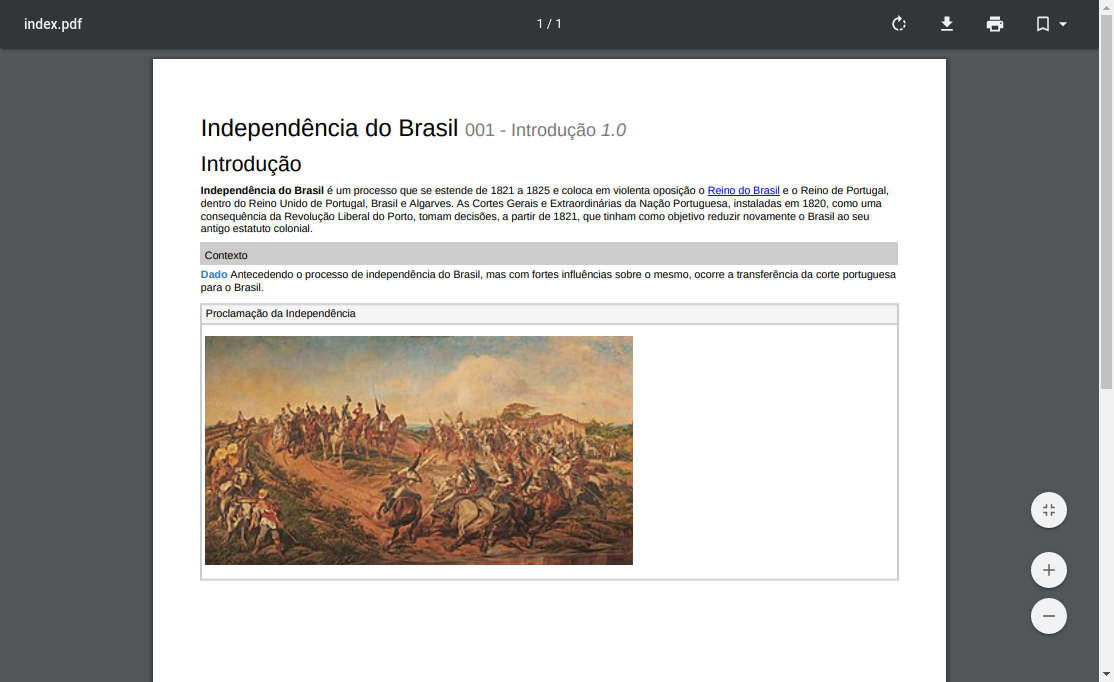 index.pdf
1 / 1
Independência do Brasil 001 - Introdução 1.0
Introdução
Independência do Brasil é um processo que se estende de 1821 a 1825 e coloca em violenta oposição o Reino do Brasil e o Reino de Portugal,
dentro do Reino Unido de Portugal, Brasil e Algarves. As Cortes Gerais e Extraordinárias da Nação Portuguesa, instaladas em 1820, como uma
consequência da Revolução Liberal do Porto, tomam decisões, a partir de 1821, que tinham como objetivo reduzir novamente o Brasil ao seu
antigo estatuto colonial.
Contexto
Dado Antecedendo o processo de independência do Brasil, mas com fortes influências sobre o mesmo, ocorre a transferência da corte portuguesa
para o Brasil.
Proclamação da Independência